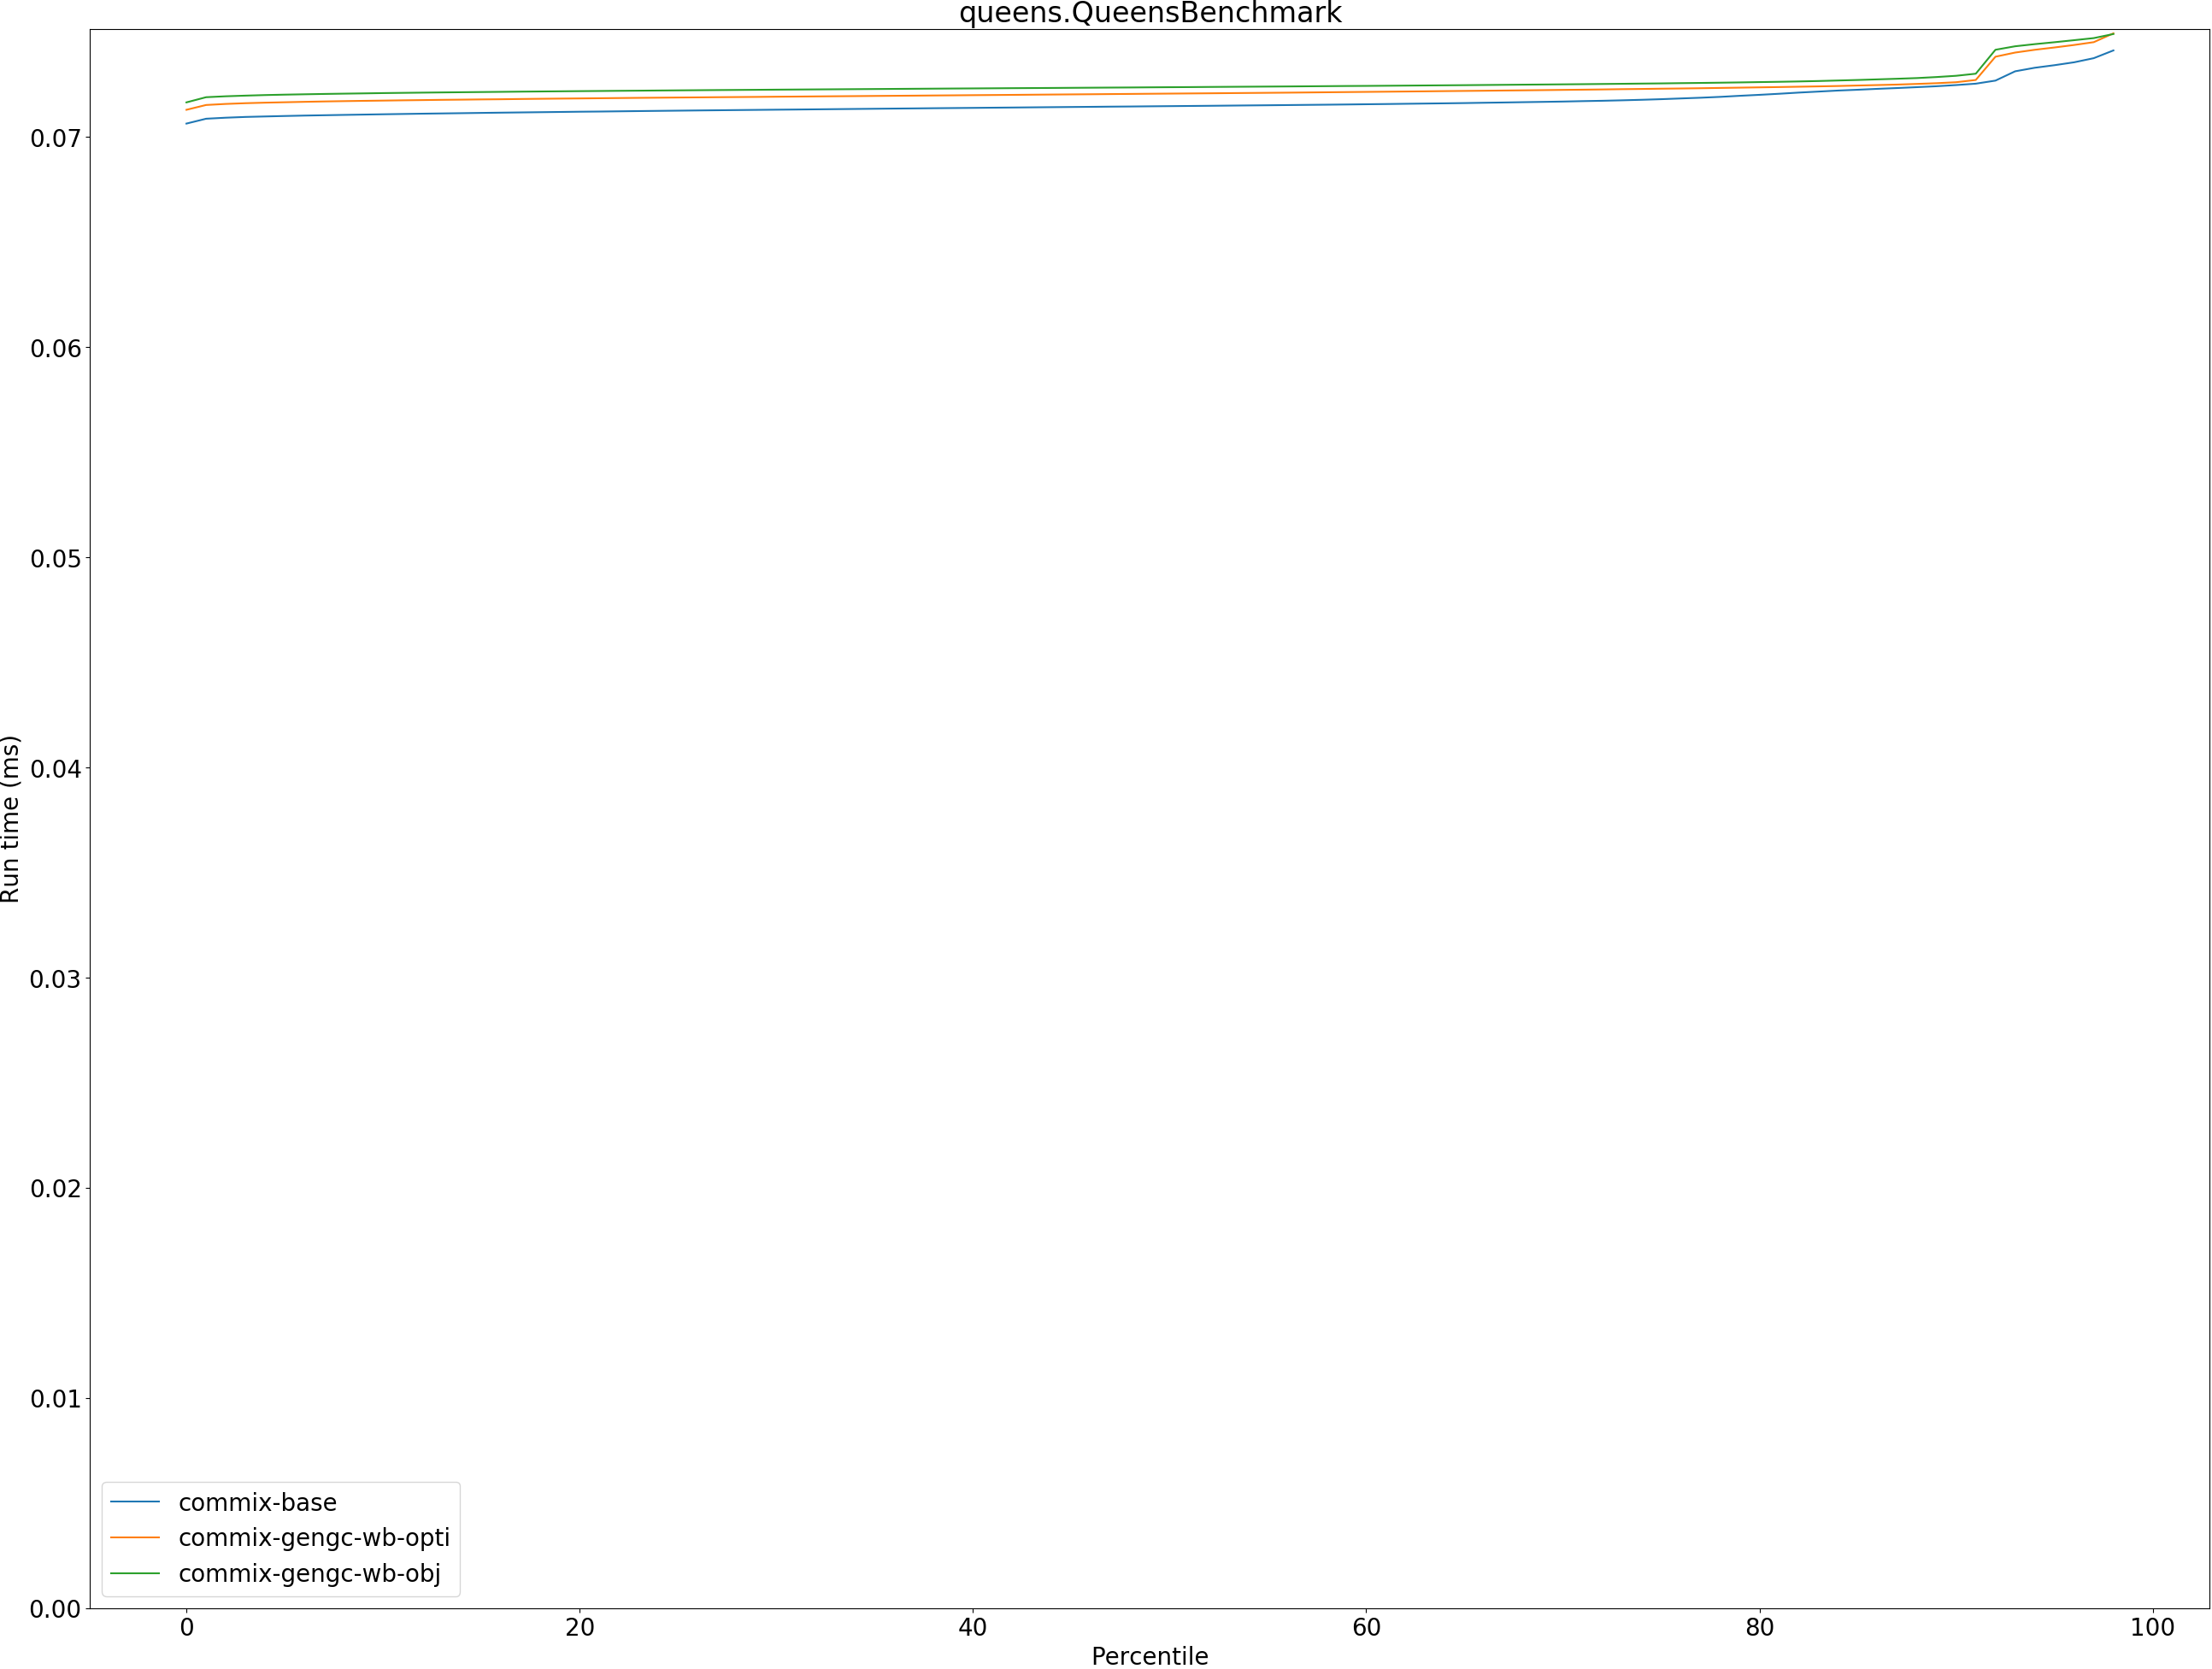 queens.QueensBenchmark
Run time (ms)
0.07
0.06
0.05
0.04
0.03
0.02
0.01
0.00
commix-base
commix-gengc-wb-opti
commix-gengc-wb-obj
0 20 40 60 80 100
Percentile